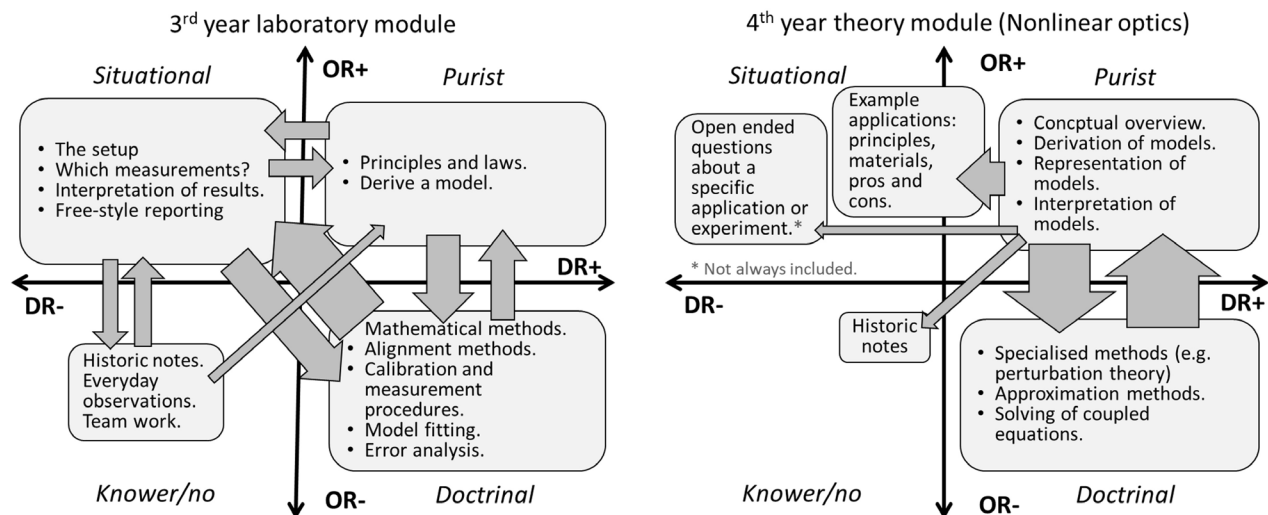 3rd year laboratory module
Situational
OR+
Purist
• The setup
• Which measurements?
• Interpretation of results.
• Free-style reporting
• Principles and laws.
• Derive a model.
DR-
DR+
Historic notes.
Everyday
observations.
Team work.
Mathematical methods.
• Alignment methods.
• Calibration and
measurement
procedures.
• Model fitting.
• Error analysis.
Knower/no
OR-
Doctrinal
4th year theory module (Nonlinear optics)
Situational
OR+
Purist
Open ended
questions
about a
specific
application or
experiment.*
Example
applications:
principles,
materials,
pros and
cons.
• Concptual overview.
• Derivation of models.
• Representation of
models.
• Interpretation of
models.
* Not always included.
DR-
DR+
Historic
notes
• Specialised methods (e.g.
perturbation theory)
• Approximation methods.
• Solving of coupled
equations.
Knower/no
OR-
Doctrinal